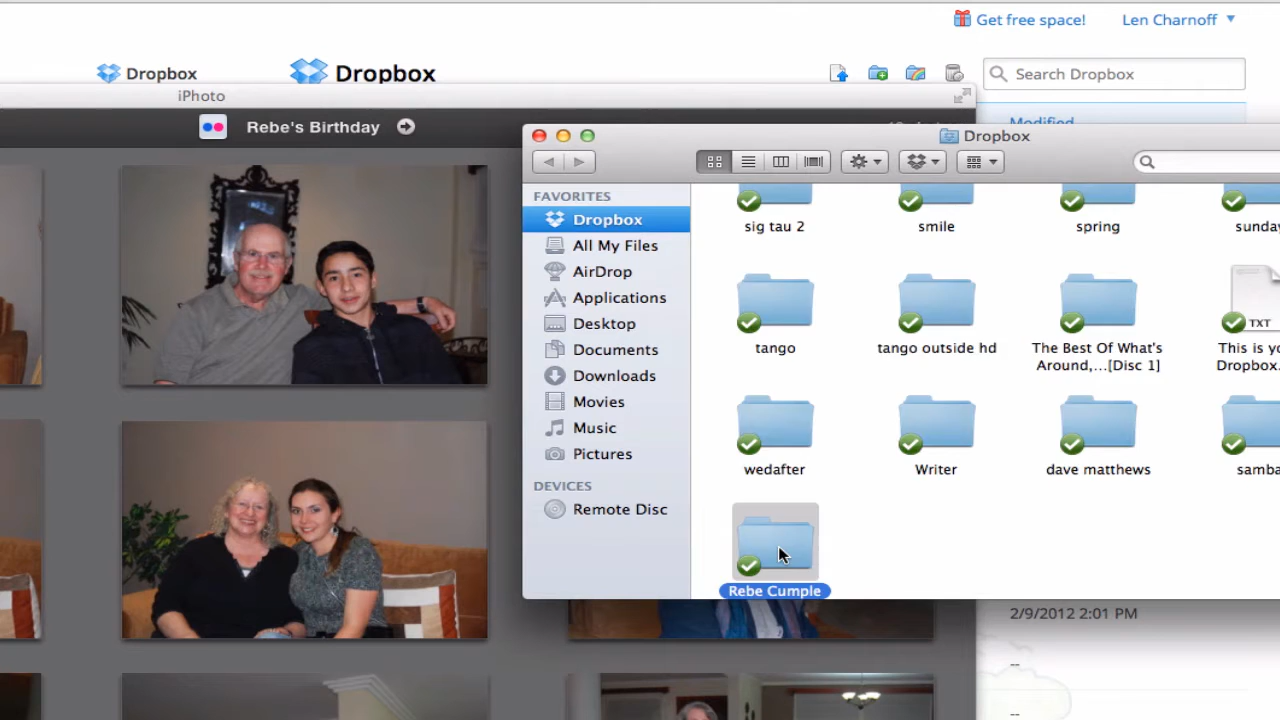 Get free space!
Len Charnoff
Dropbox
Dropbox
Search Dropbox
iPhoto
Modified
Rebe's Birthday
Dropbox
FAVORITES
Dropbox
All My Files
AirDrop
Applications
Desktop
Documents
Downloads
Movies
Music
Pictures
DEVICES
Remote Disc
sig tau 2
smile
spring
sunday
TXT
tango
tango outside hd
The Best Of What's
Around,...[Disc 1]
This is yo
Dropbox.
wedafter
Writer
dave matthews
samba
Rebe Cumple
2/9/2012 2:01 PM
--
--